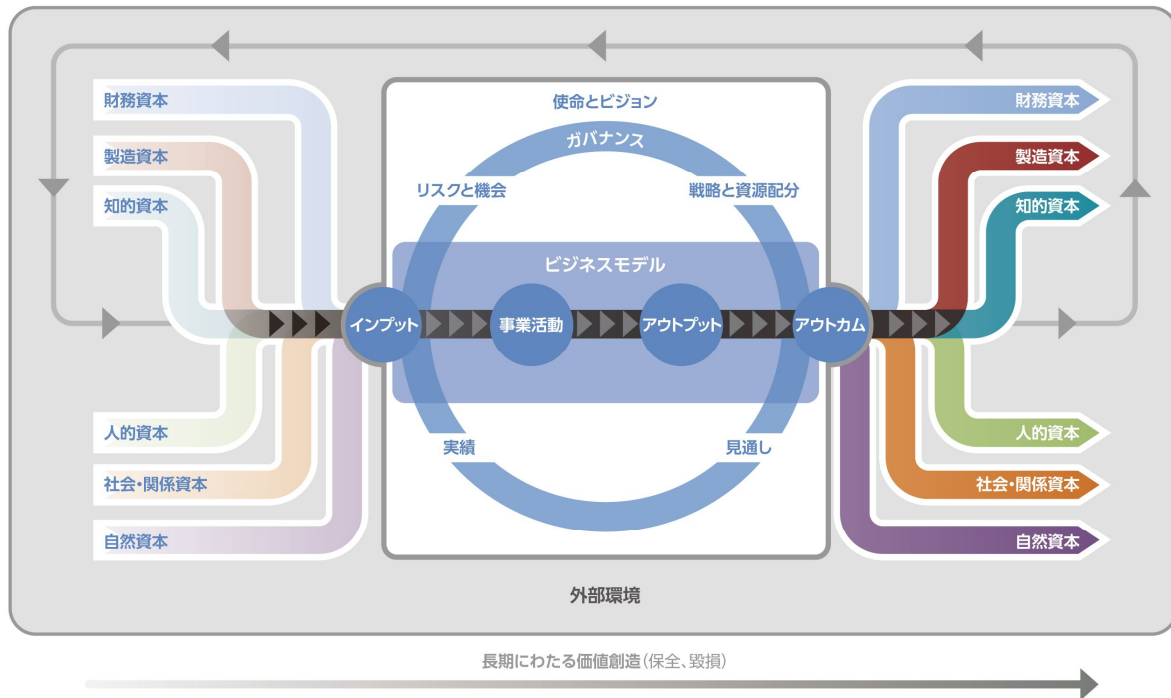 財務資本
製造資本
知的資本
人的資本
社会・関係資本
自然資本
使命とビジョン
ガバナンス
リスクと機会
戦略と資源配分
ビジネスモデル
インプット
事業活動
アウトプット
アウトカム
実績
見通し
財務資本
製造資本
知的資本
人的資本
社会・関係資本
自然資本
外部環境
長期にわたる価値創造(保全、毀損)